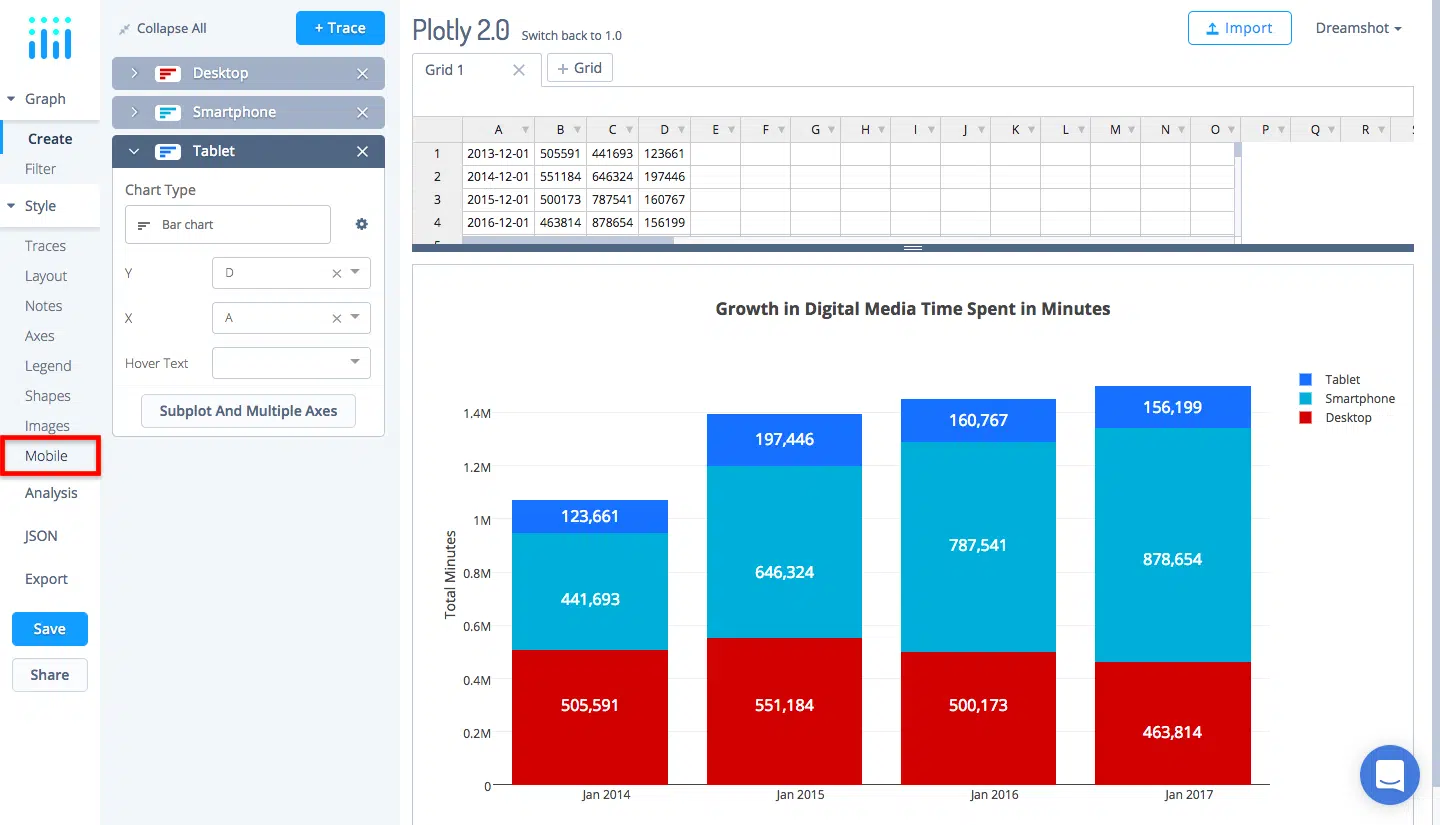 Graph
Create
Filter
Style
Traces
Layout
Notes
Axes
Legend
Shapes
Images
Mobile
Analysis
JSON
Export
Save
Share
Collapse All
+ Trace
Desktop
Smartphone
Tablet
Chart Type
Bar chart
Y D
X A
Hover Text
Subplot And Multiple Axes
Plotly 2.0 Switch back to 1.0
Import
Dreamshot
Grid 1
+ Grid
A B C D E F G H I J K L M N O P Q R
1 2013-12-01 505591 441693 123661
2 2014-12-01 551184 646324 197446
3 2015-12-01 500173 787541 160767
4 2016-12-01 463814 878654 156199
Growth in Digital Media Time Spent in Minutes
Tablet
Smartphone
Desktop
Total Minutes
1.4M
1.2M
1M
0.8M
0.6M
0.4M
0.2M
0
123,661
441,693
505,591
197,446
646,324
551,184
160,767
787,541
500,173
156,199
878,654
463,814
Jan 2014 Jan 2015 Jan 2016 Jan 2017